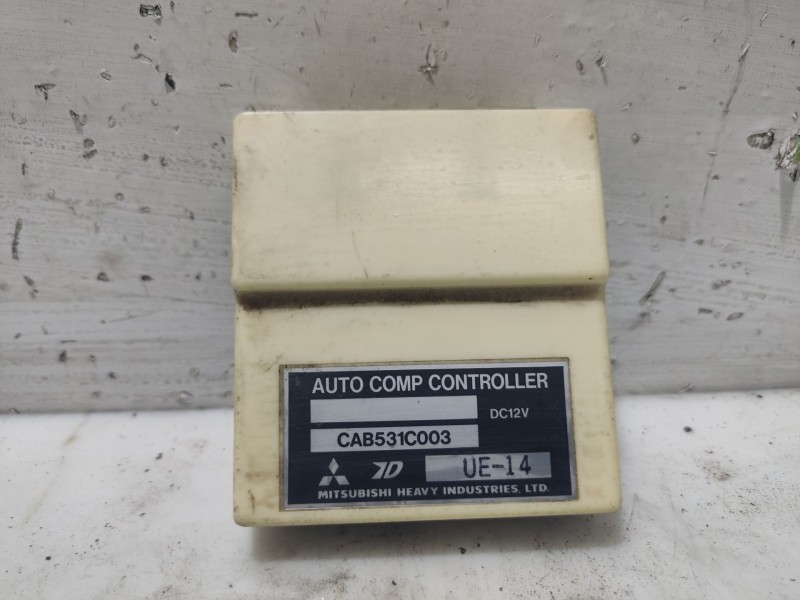 AUTO COMP CONTROLLER
DC12V
CAB531C003
UE-14
MITSUBISHI HEAVY INDUSTRIES, LTD.